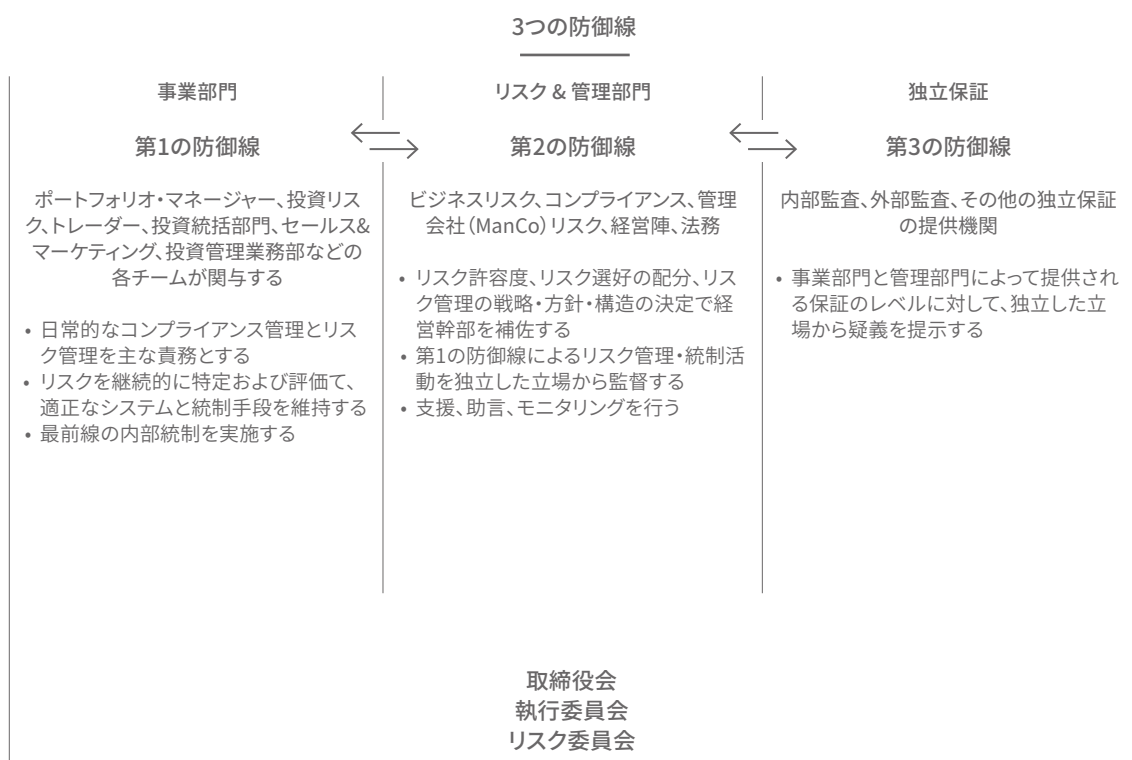 3つの防御線
事業部門
第1の防御線
ポートフォリオ・マネージャー、投資リス
ク、トレーダー、投資統括部門、セールス&
マーケティング、投資管理業務部などの
各チームが関与する
• 日常的なコンプライアンス管理とリス
ク管理を主な責務とする
• リスクを継続的に特定および評価て、
適正なシステムと統制手段を維持する
• 最前線の内部統制を実施する
リスク & 管理部門
第2の防御線
ビジネスリスク、コンプライアンス、管理
会社(ManCo)リスク、経営陣、法務
• リスク許容度、リスク選好の配分、リス
ク管理の戦略・方針・構造の決定で経
営幹部を補佐する
• 第1の防御線によるリスク管理・統制活
動を独立した立場から監督する
• 支援、助言、モニタリングを行う
独立保証
第3の防御線
内部監査、外部監査、その他の独立保証
の提供機関
• 事業部門と管理部門によって提供され
る保証のレベルに対して、独立した立
場から疑義を提示する
取締役会
執行委員会
リスク委員会